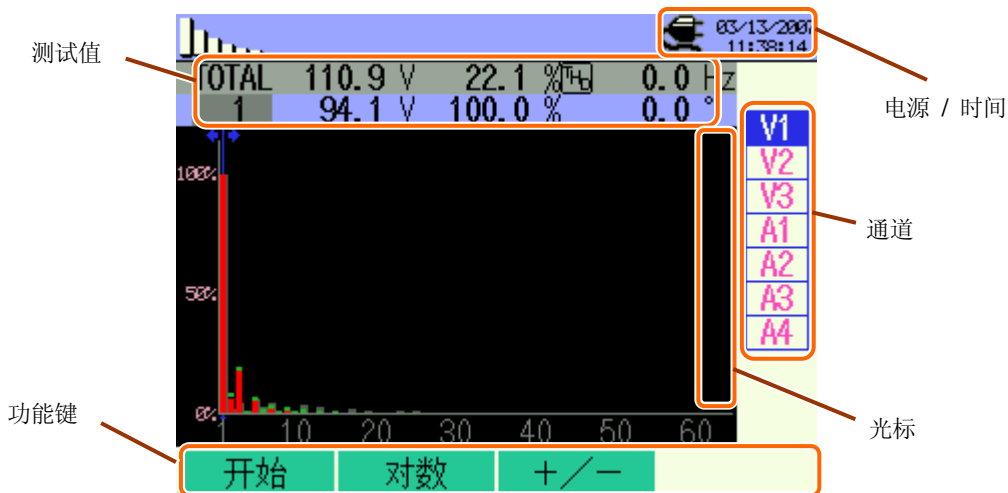 03/13/200
11:38:14
测试值
TOTAL 110.9 V 22.1 % THD 0.0 Hz
1 94.1 V 100.0 % 0.0 °
电源 / 时间
V1
V2
V3
A1
A2
A3
A4
通道
100%
50%
0%
1 10 20 30 40 50 60
光标
功能键
开始 对数 +/-